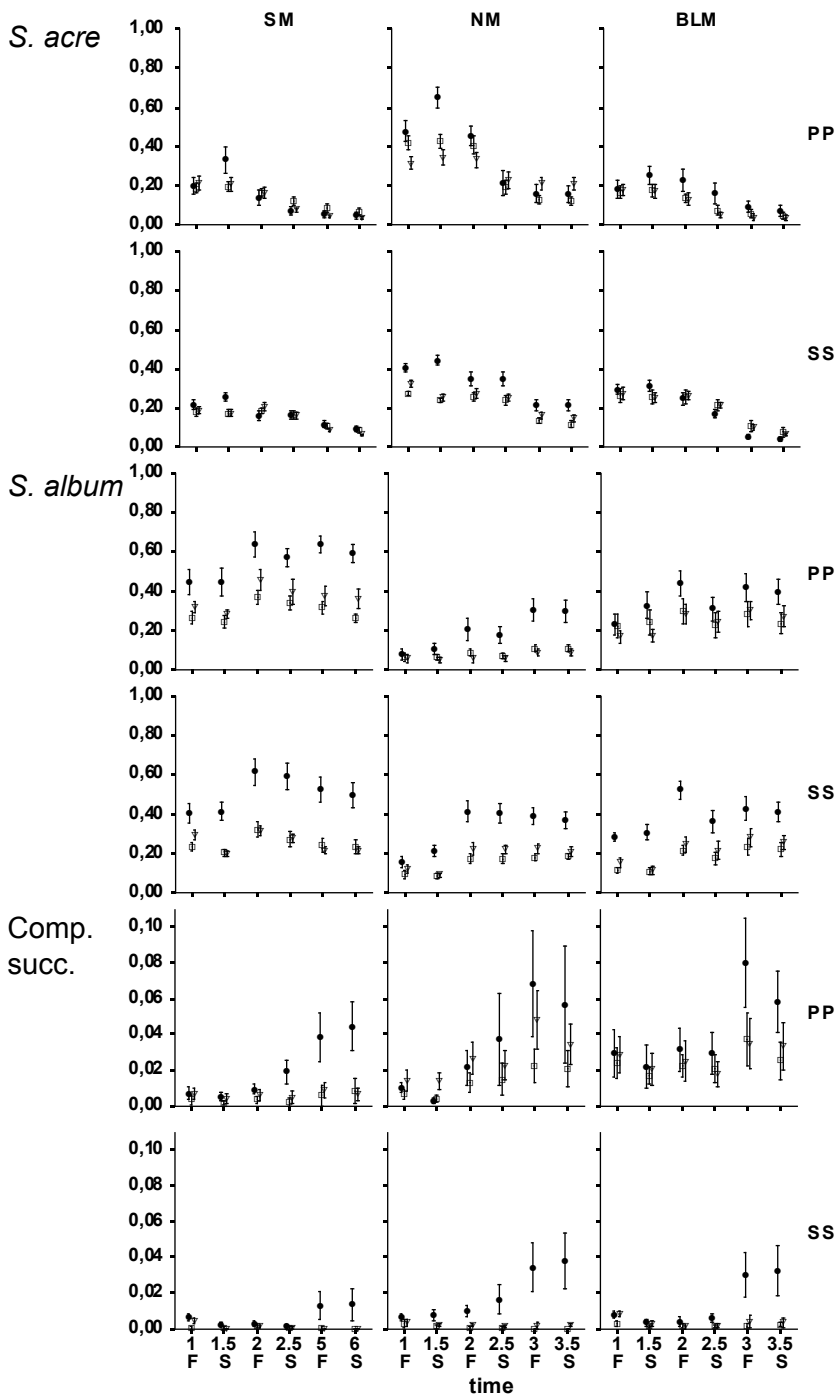 SM NM BLM
S. acre
1,00
0,80
0,60
0,40
0,20
0,00
PP
1,00
0,80
0,60
0,40
0,20
0,00
SS
S. album
1,00
0,80
0,60
0,40
0,20
0,00
PP
1,00
0,80
0,60
0,40
0,20
0,00
SS
Comp.
succ.
0,10
0,08
0,06
0,04
0,02
0,00
PP
0,10
0,08
0,06
0,04
0,02
0,00
SS
1 1.5 2 2.5 5 6 1 1.5 2 2.5 3 3.5 1 1.5 2 2.5 3 3.5
F S F S F S F S F S F S F S F S F S
time